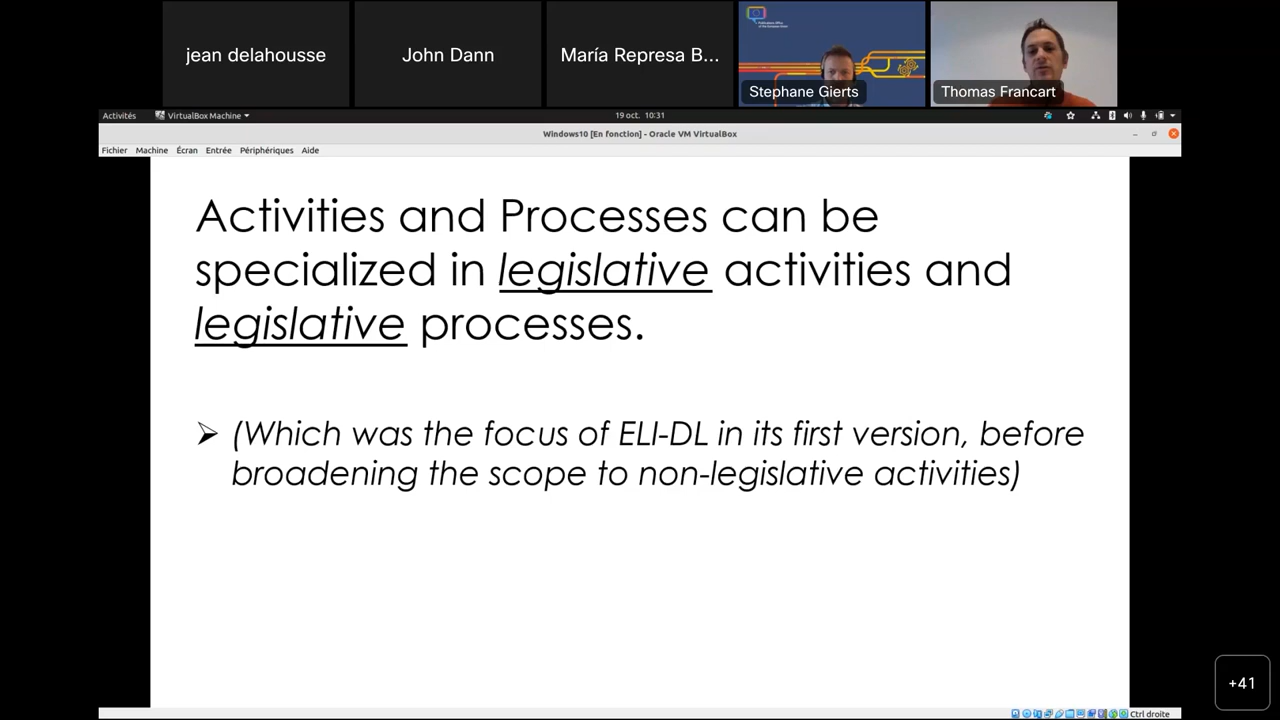 jean delahousse
John Dann
María Represa B...
Stephane Gierts
Thomas Francart
Activités VirtualBox Machine 19 oct. 10:31
Windows10 [En fonction] - Oracle VM VirtualBox
Fichier Machine Écran Entrée Périphériques Aide
Activities and Processes can be
specialized in legislative activities and
legislative processes.
(Which was the focus of ELI-DL in its first version, before
broadening the scope to non-legislative activities)
+41
Ctrl droite